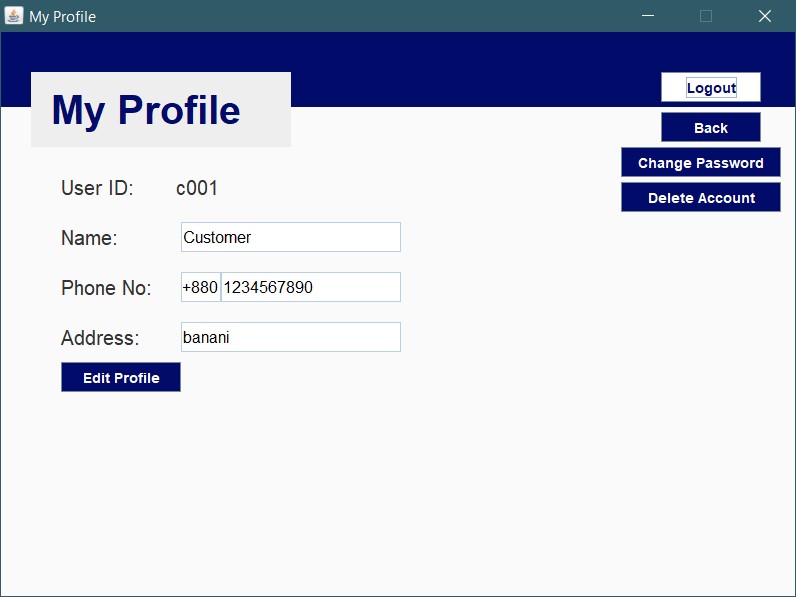 My Profile
My Profile
Logout
Back
Change Password
Delete Account
User ID: c001
Name: Customer
Phone No: +880 1234567890
Address: banani
Edit Profile